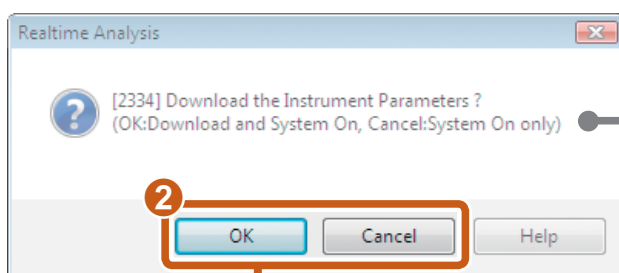 Realtime Analysis
[2334] Download the Instrument Parameters ?
(OK:Download and System On, Cancel:System On only)
2
OK Cancel Help